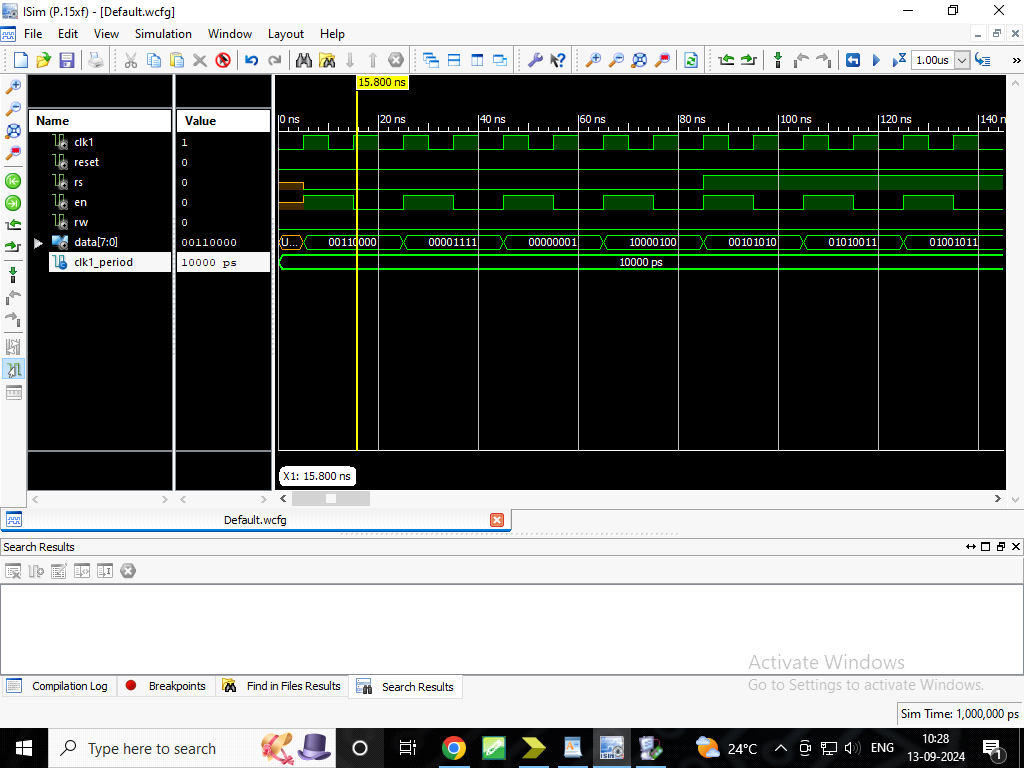 ISim (P.15xf) - [Default.wcfg]
File Edit View Simulation Window Layout Help
1.00us
»
15.800 ns
Name Value
0 ns 20 ns 40 ns 60 ns 80 ns 100 ns 120 ns 140 n
clk1 1
reset 0
rs 0
en 0
rw 0
data[7:0] 00110000 U... 00110000 00001111 00000001 10000100 00101010 01010011 01001011
clk1_period 10000 ps 10000 ps
X1: 15.800 ns
Default.wcfg
Search Results
Activate Windows
Go to Settings to activate Windows.
Compilation Log Breakpoints Find in Files Results Search Results
Sim Time: 1,000,000 ps
Type here to search 24°C ENG 10:28
13-09-2024 1